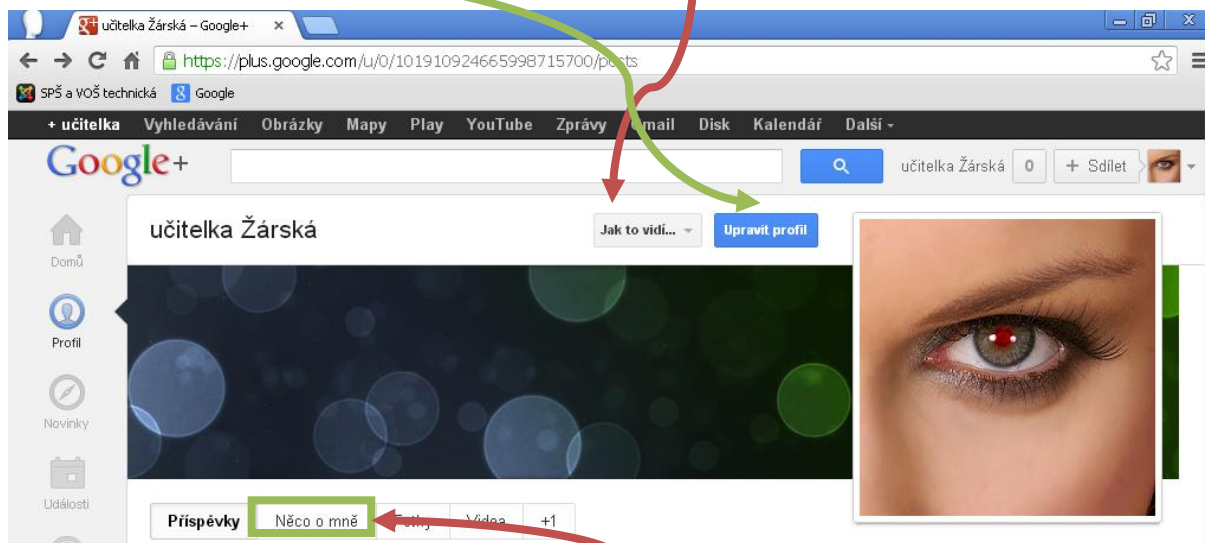 učitelka Žárská – Google+
https://plus.google.com/u/0/101910924665998715700/posts
SPŠ a VOŠ technická Google
+ učitelka Vyhledávání Obrázky Mapy Play YouTube Zprávy Gmail Disk Kalendář Další
Google+ učitelka Žárská 0 + Sdílet
učitelka Žárská Jak to vidí... Upravit profil
Domů
Profil
Novinky
Události
Příspěvky Něco o mně Fotky Videa +1